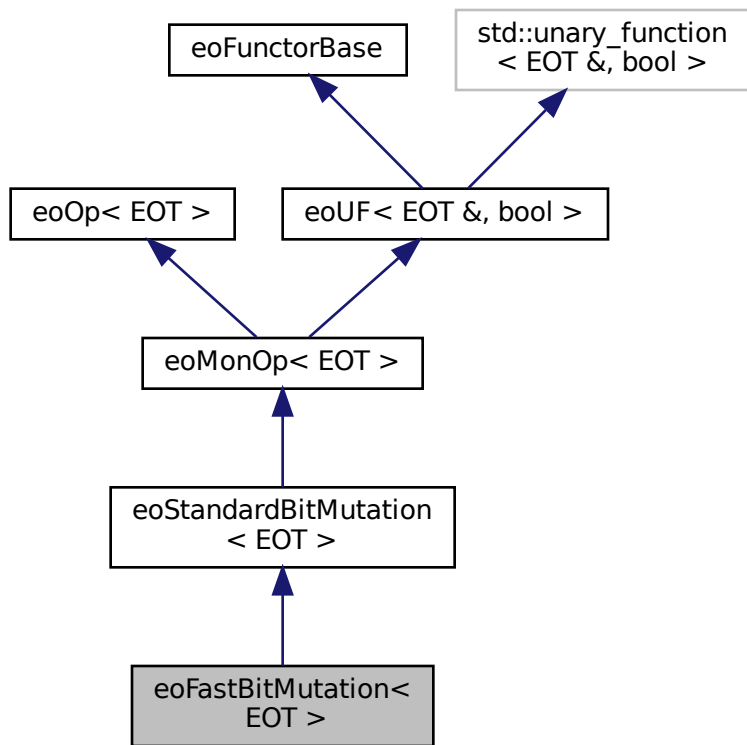 eoFunctorBase
std::unary_function
< EOT &, bool >
eoOp< EOT >
eoUF< EOT &, bool >
eoMonOp< EOT >
eoStandardBitMutation
< EOT >
eoFastBitMutation<
EOT >